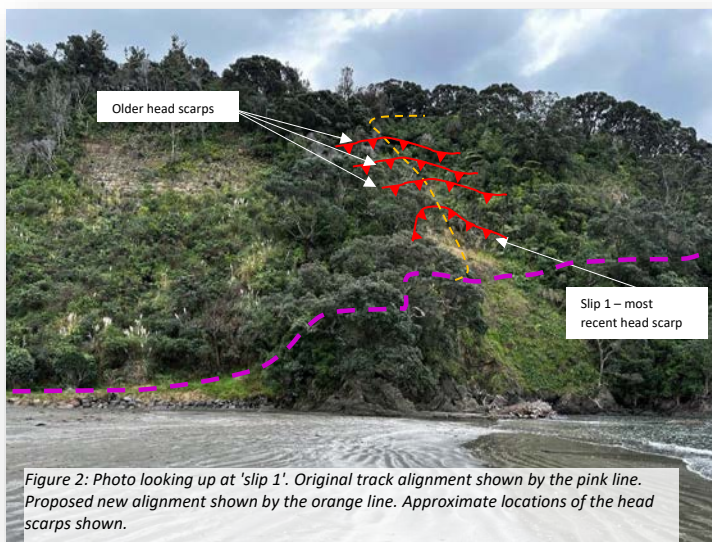 Older head scarps
Slip 1 – most
recent head scarp
Figure 2: Photo looking up at 'slip 1'. Original track alignment shown by the pink line.
Proposed new alignment shown by the orange line. Approximate locations of the head
scarps shown.